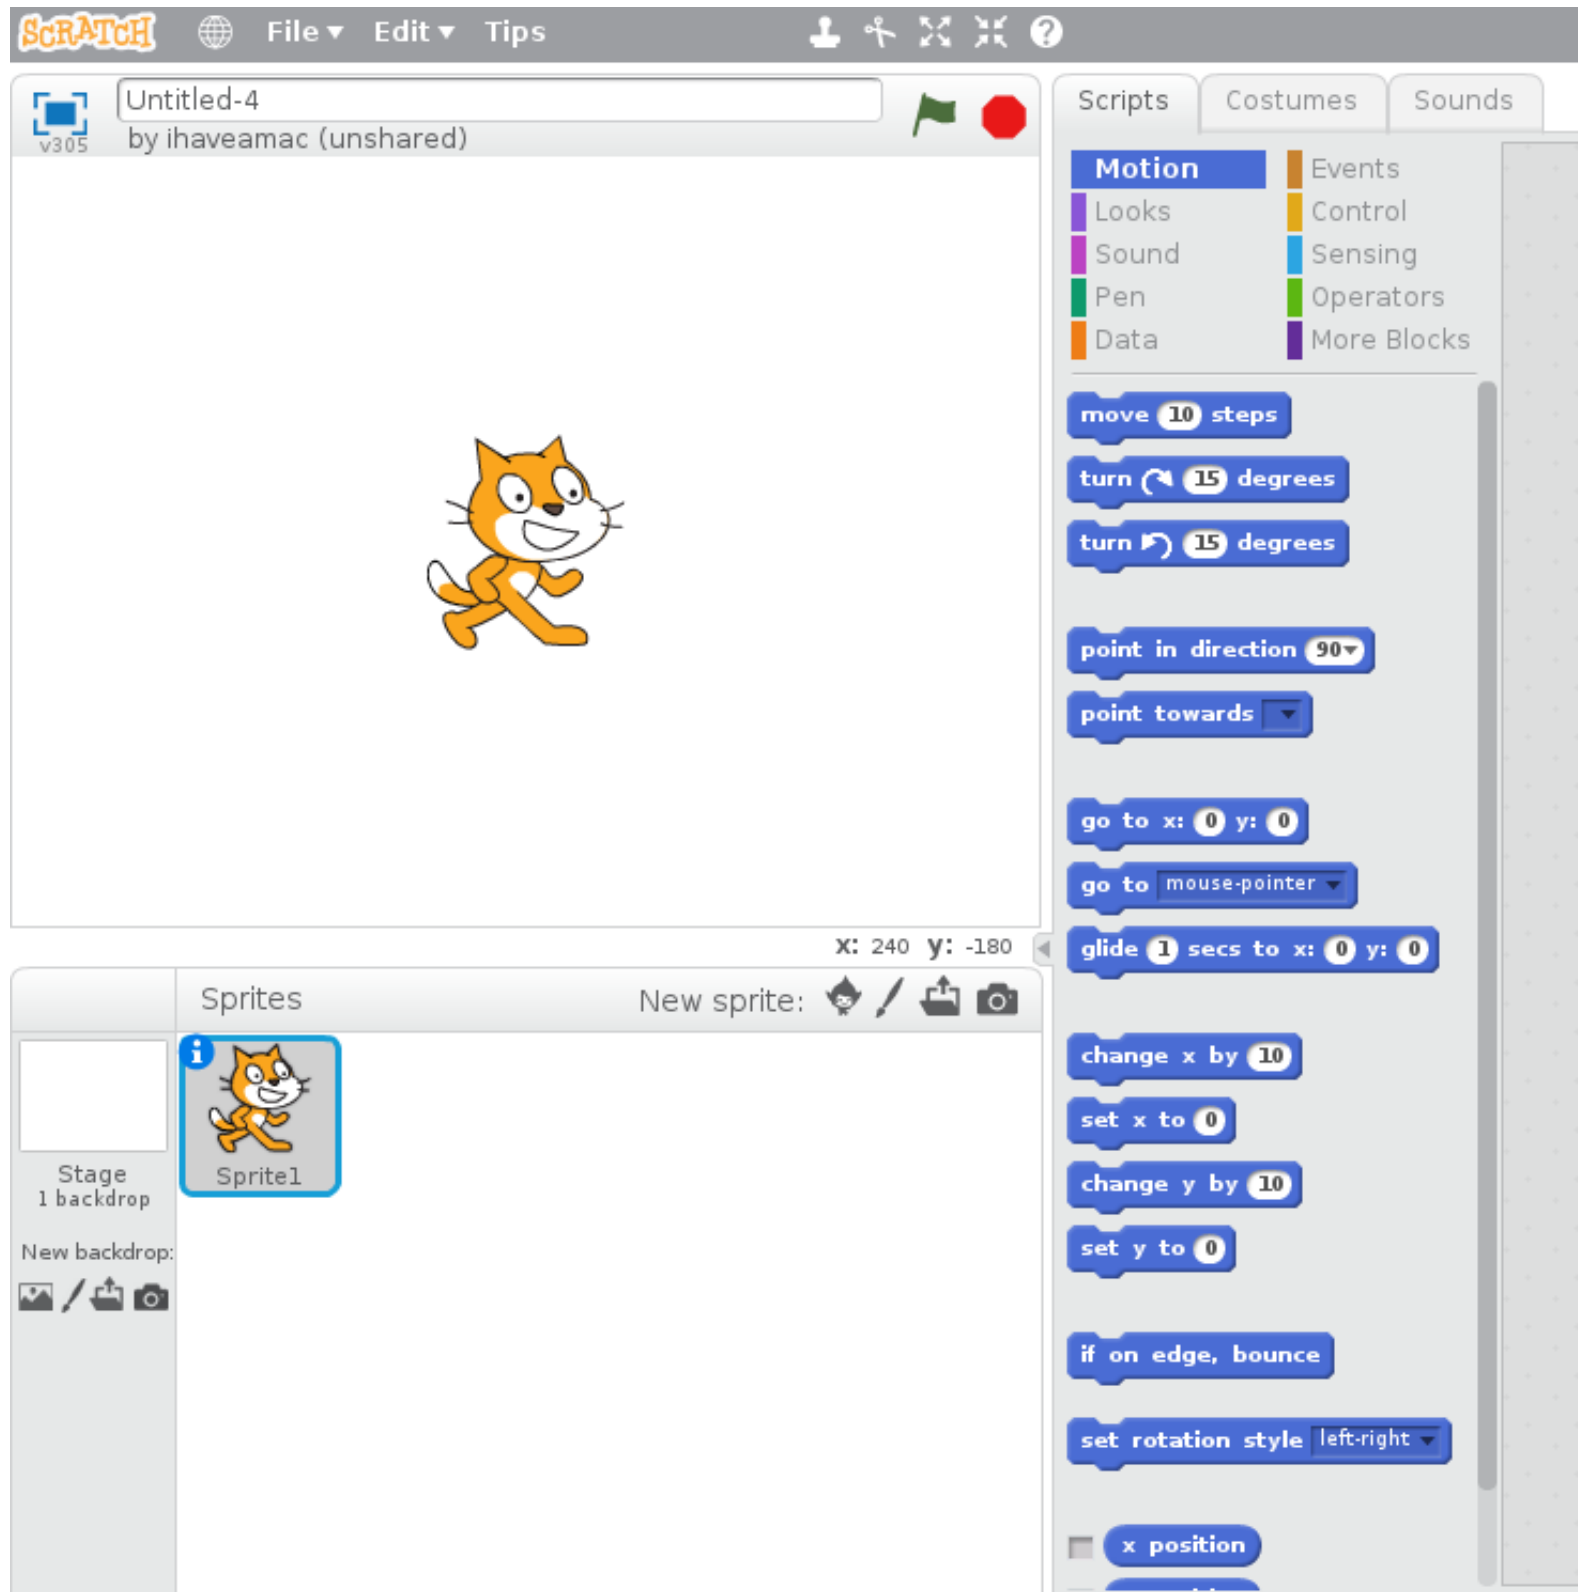 SCRATCH File Edit Tips
Untitled-4
v305 by ihaveamac (unshared)
x: 240 y: -180
Sprites New sprite:
Sprite1
Stage
1 backdrop
New backdrop:
Scripts Costumes Sounds
Motion Events
Looks Control
Sound Sensing
Pen Operators
Data More Blocks
move 10 steps
turn 15 degrees
turn 15 degrees
point in direction 90
point towards
go to x: 0 y: 0
go to mouse-pointer
glide 1 secs to x: 0 y: 0
change x by 10
set x to 0
change y by 10
set y to 0
if on edge, bounce
set rotation style left-right
x position